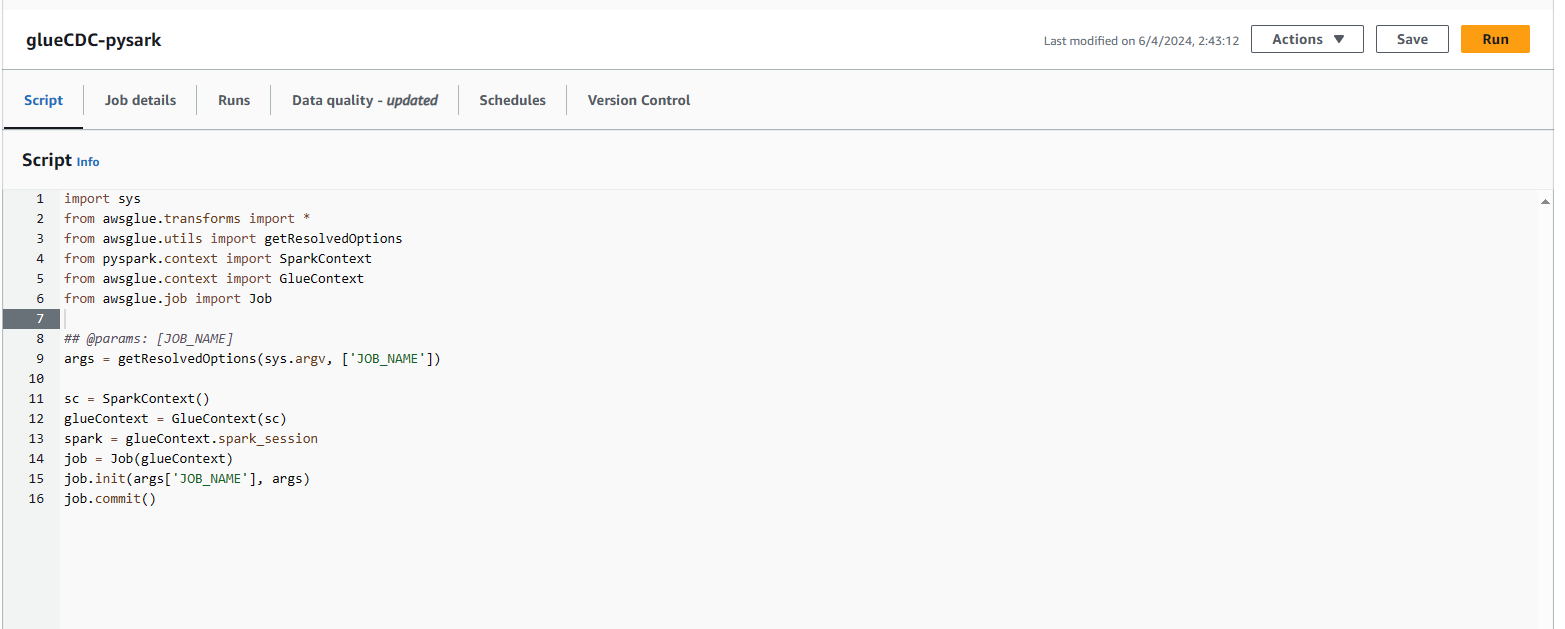 glueCDC-pysark
Last modified on 6/4/2024, 2:43:12
Actions ▼
Save
Run
Script
Job details
Runs
Data quality - updated
Schedules
Version Control
Script Info
1 import sys
2 from awsglue.transforms import *
3 from awsglue.utils import getResolvedOptions
4 from pyspark.context import SparkContext
5 from awsglue.context import GlueContext
6 from awsglue.job import Job
7
8 ## @params: [JOB_NAME]
9 args = getResolvedOptions(sys.argv, ['JOB_NAME'])
10
11 sc = SparkContext()
12 glueContext = GlueContext(sc)
13 spark = glueContext.spark_session
14 job = Job(glueContext)
15 job.init(args['JOB_NAME'], args)
16 job.commit()